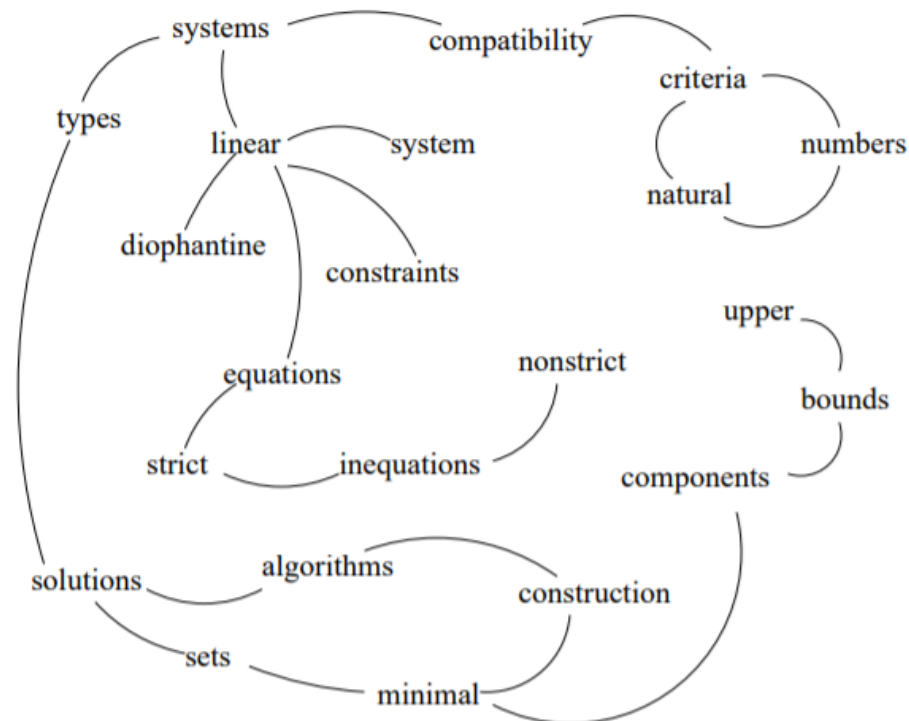 systems
compatibility
criteria
types
linear
system
numbers
natural
diophantine
constraints
upper
equations
nonstrict
bounds
strict
inequations
components
solutions
algorithms
construction
sets
minimal